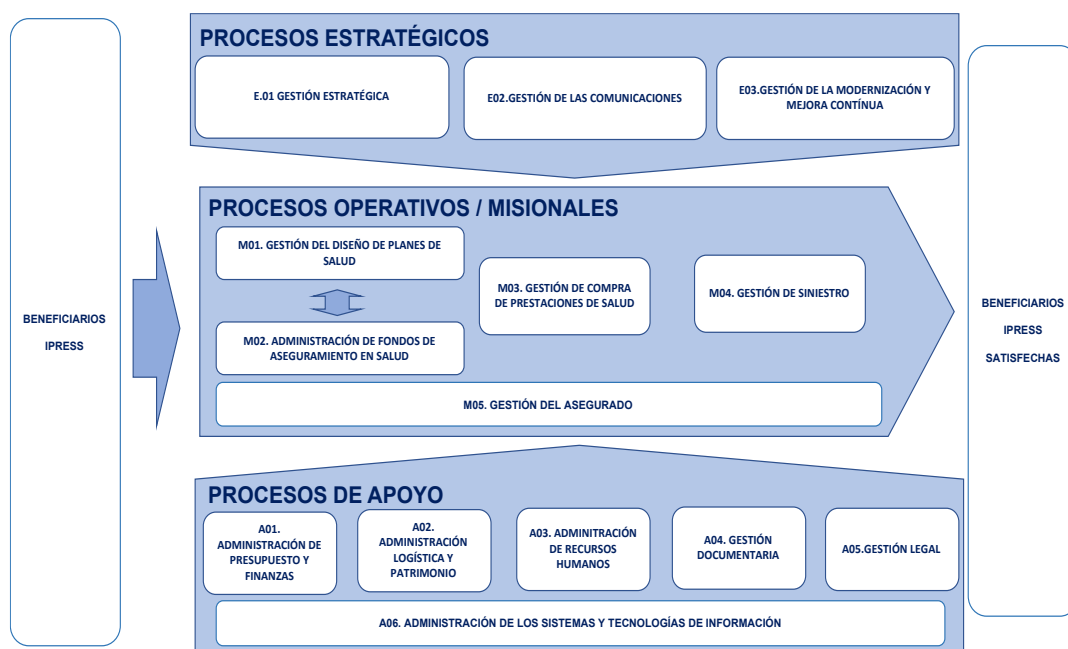 PROCESOS ESTRATÉGICOS
E.01 GESTIÓN ESTRATÉGICA
E02.GESTIÓN DE LAS COMUNICACIONES
E03.GESTIÓN DE LA MODERNIZACIÓN Y
MEJORA CONTÍNUA
BENEFICIARIOS
IPRESS
PROCESOS OPERATIVOS / MISIONALES
M01. GESTIÓN DEL DISEÑO DE PLANES DE
SALUD
M02. ADMINISTRACIÓN DE FONDOS DE
ASEGURAMIENTO EN SALUD
M03. GESTIÓN DE COMPRA
DE PRESTACIONES DE SALUD
M04. GESTIÓN DE SINIESTRO
M05. GESTIÓN DEL ASEGURADO
BENEFICIARIOS
IPRESS
SATISFECHAS
PROCESOS DE APOYO
A01.
ADMINISTRACIÓN DE
PRESUPUESTO Y
FINANZAS
A02.
ADMINISTRACIÓN
LOGÍSTICA Y
PATRIMONIO
A03. ADMINITRACIÓN
DE RECURSOS
HUMANOS
A04. GESTIÓN
DOCUMENTARIA
A05.GESTIÓN LEGAL
A06. ADMINISTRACIÓN DE LOS SISTEMAS Y TECNOLOGÍAS DE INFORMACIÓN